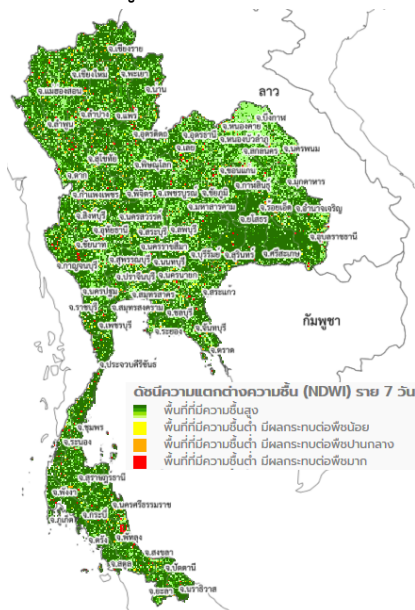 จ.เชียงราย
จ.เชียงใหม่ จ.พะเยา
จ.แม่ฮ่องสอน จ.น่าน
ลาว
จ.ลำปาง จ.แพร่
จ.ลำพูน
จ.บึงกาฬ
จ.อุตรดิตถ์ จ.อุดรธานี จ.หนองคาย
จ.หนองบัวลำภู
จ.สุโขทัย จ.เลย จ.สกลนคร จ.นครพนม
จ.พิษณุโลก
จ.ตาก จ.ขอนแก่น
จ.กาฬสินธุ์ จ.มุกดาหาร
จ.กำแพงเพชร จ.พิจิตร จ.เพชรบูรณ์ จ.ชัยภูมิ
จ.มหาสารคาม จ.ร้อยเอ็ด จ.อำนาจเจริญ
จ.สิงห์บุรี จ.นครสวรรค์ จ.ยโสธร
จ.อุทัยธานี จ.สระบุรี จ.ลพบุรี
จ.อุบลราชธานี
จ.ชัยนาท จ.นครราชสีมา
จ.สุพรรณบุรี จ.นนทบุรี จ.บุรีรัมย์ จ.สุรินทร์ จ.ศรีสะเกษ
จ.กาญจนบุรี
จ.ปราจีนบุรี จ.นครนายก
จ.นครปฐม จ.สมุทรสาคร จ.สระแก้ว
จ.ราชบุรี จ.สมุทรสงคราม
จ.ชลบุรี
กัมพูชา
จ.เพชรบุรี จ.ระยอง จ.จันทบุรี
จ.ตราด
จ.ประจวบคีรีขันธ์
ดัชนีความแตกต่างความชื้น (NDWI) ราย 7 วัน
พื้นที่ที่มีความชื้นสูง
พื้นที่ที่มีความชื้นต่ำ มีผลกระทบต่อพืชน้อย
พื้นที่ที่มีความชื้นต่ำ มีผลกระทบต่อพืชปานกลาง
พื้นที่ที่มีความชื้นต่ำ มีผลกระทบต่อพืชมาก
จ.ชุมพร
จ.ระนอง
จ.สุราษฎร์ธานี
จ.พังงา
จ.นครศรีธรรมราช
จ.ภูเก็ต จ.กระบี่
จ.ตรัง จ.พัทลุง
จ.สงขลา
จ.สตูล จ.ปัตตานี
จ.ยะลา จ.นราธิวาส